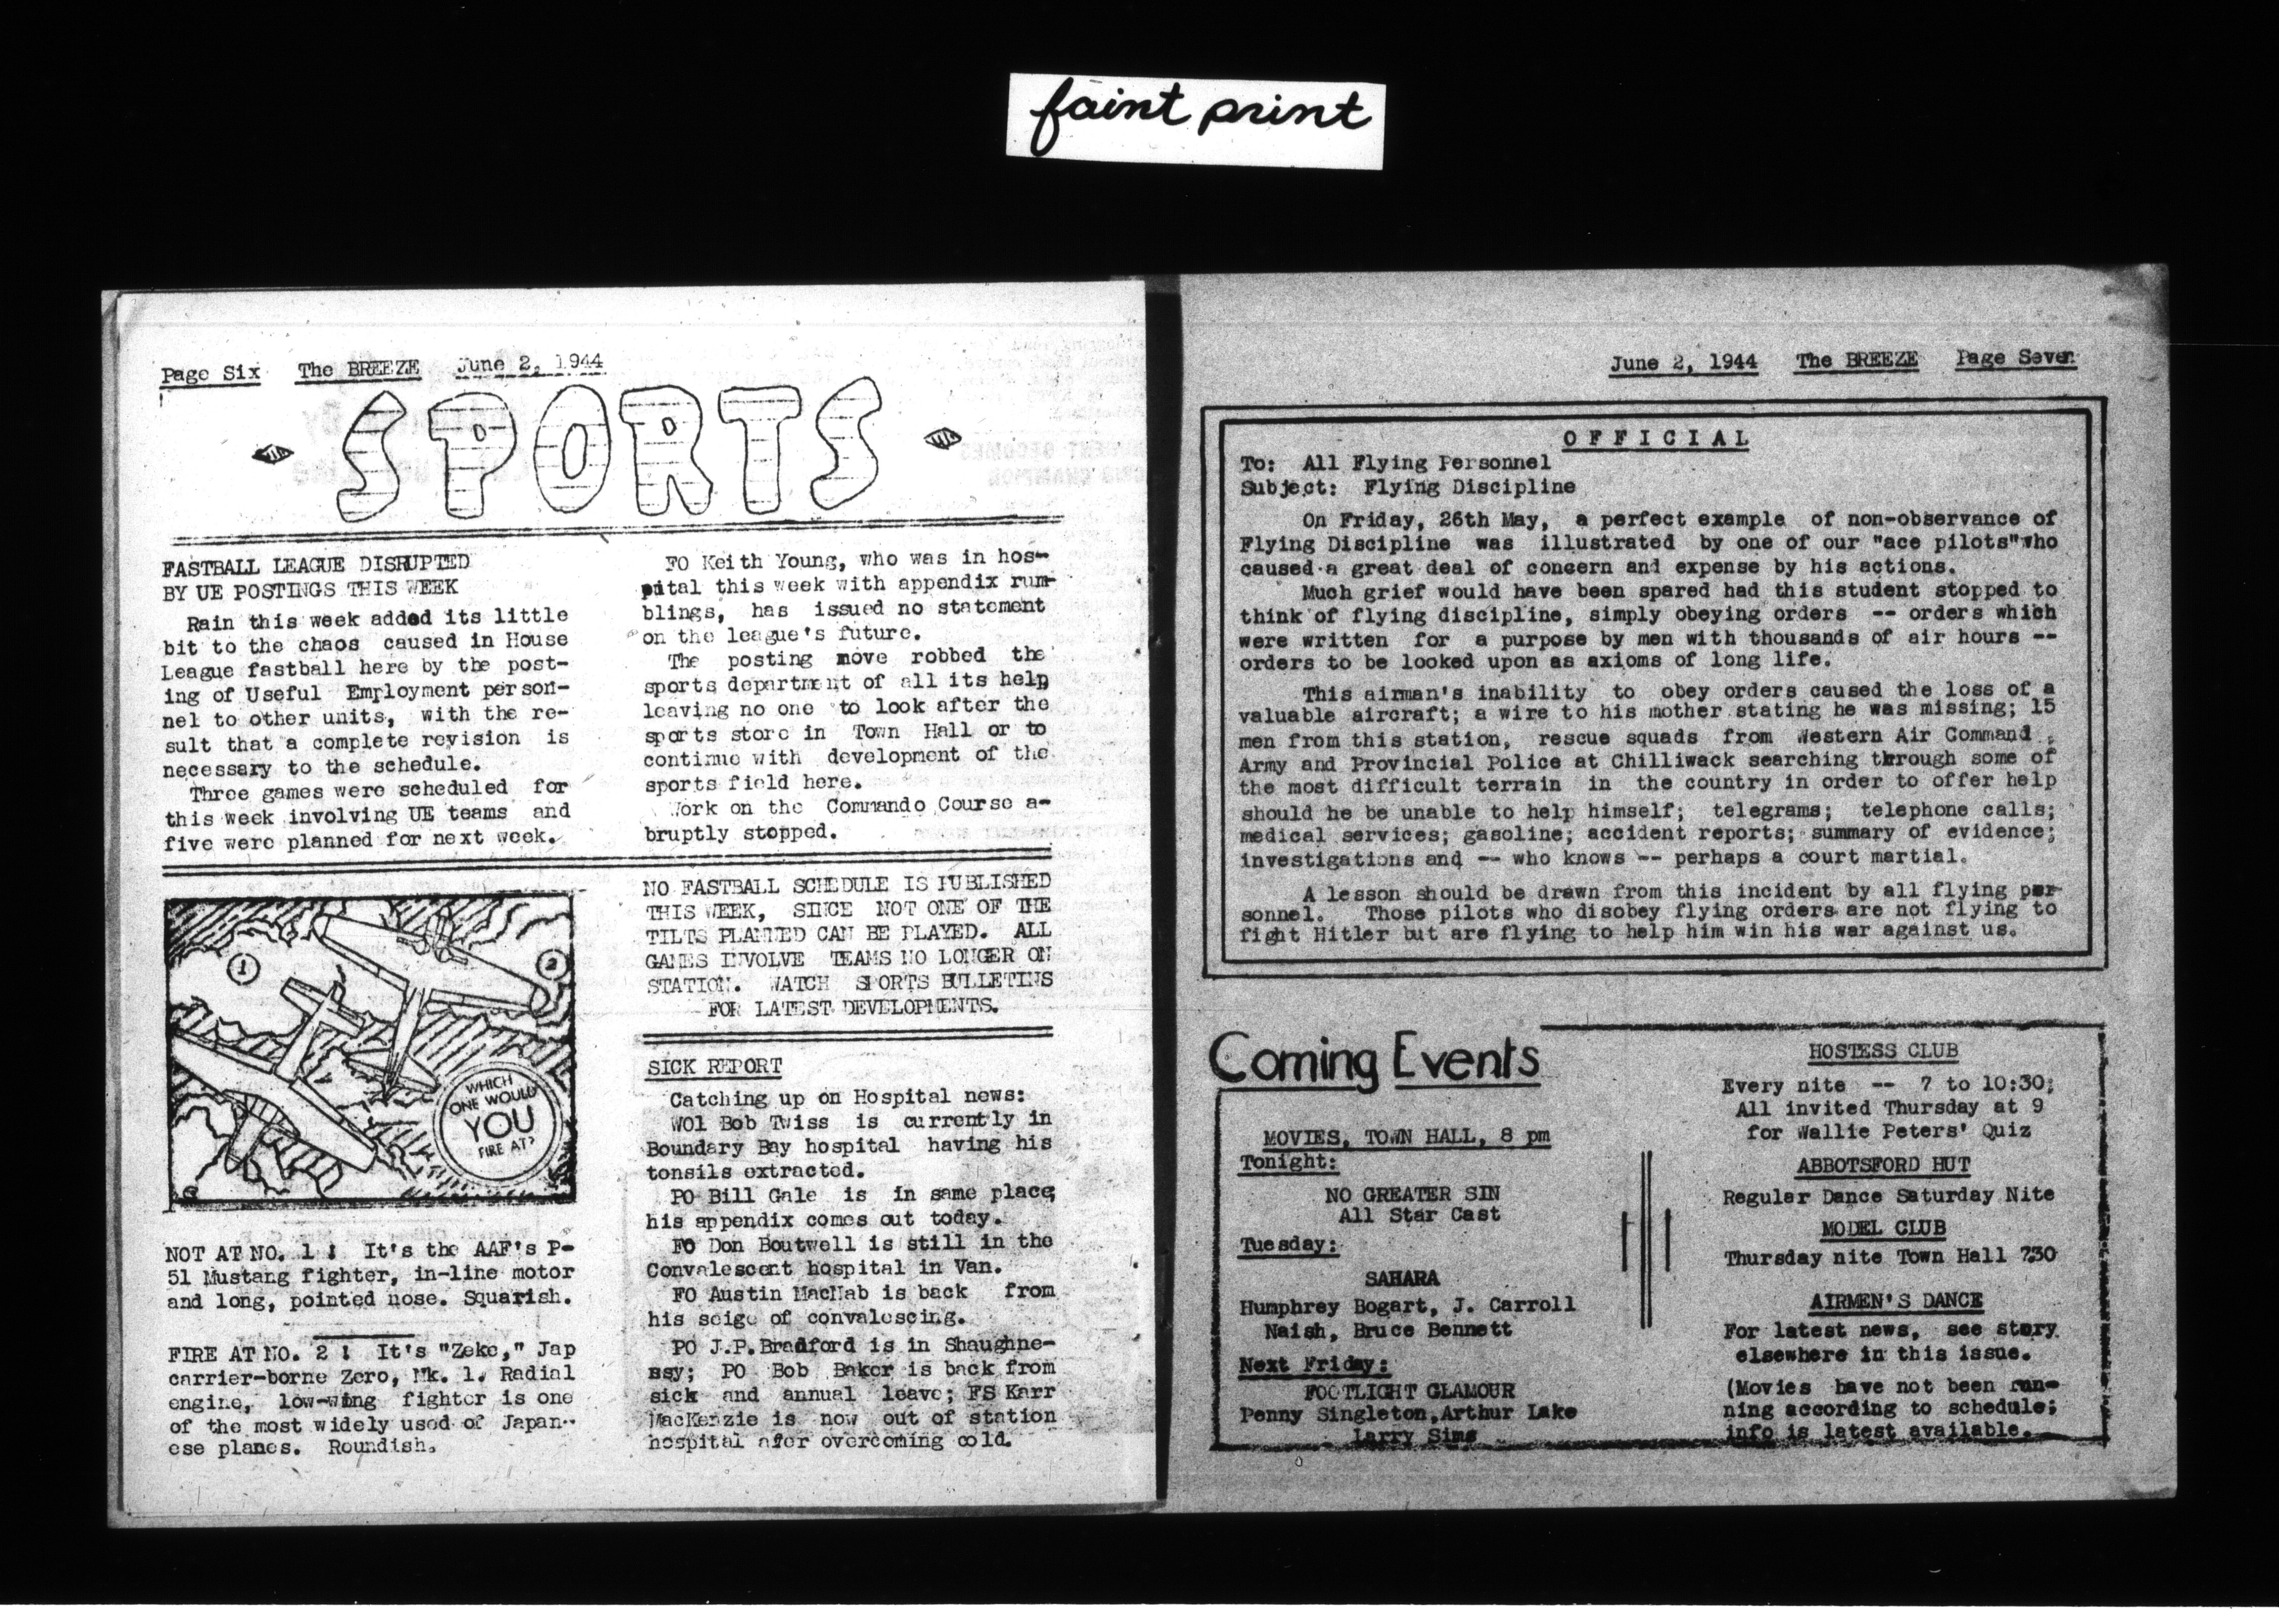 faint print
Page Six The BREEZE June 2, 1944
SPORTS
FASTBALL LEAGUE DISRUPTED
BY UE POSTINGS THIS WEEK
Rain this week added its little
bit to the chaos caused in House
League fastball here by the post-
ing of Useful Employment person-
nel to other units, with the re-
sult that a complete revision is
necessary to the schedule.
Three games were scheduled for
this week involving UE teams and
five were planned for next week.
FO Keith Young, who was in hos-
pital this week with appendix rum-
blings, has issued no statement
on the league's future.
The posting move robbed the
sports department of all its help
leaving no one to look after the
sports store in Town Hall or to
continue with development of the
sports field here.
Work on the Commando Course a-
bruptly stopped.
1
2
WHICH
ONE WOULD
YOU
FIRE AT?
NOT AT NO. 1 ! It's the AAF's P-
51 Mustang fighter, in-line motor
and long, pointed nose. Squarish.
FIRE AT NO. 2 ! It's "Zeke," Jap
carrier-borne Zero, Mk. 1. Radial
engine, low-wing fighter is one
of the most widely used of Japan-
ese planes. Roundish.
NO FASTBALL SCHEDULE IS PUBLISHED
THIS WEEK, SINCE NOT ONE OF THE
TILTS PLANNED CAN BE PLAYED. ALL
GAMES INVOLVE TEAMS NO LONGER ON
STATION. WATCH SPORTS BULLETINS
FOR LATEST DEVELOPMENTS.
SICK REPORT
Catching up on Hospital news:
WO1 Bob Twiss is currently in
Boundary Bay hospital having his
tonsils extracted.
PO Bill Gale is in same place;
his appendix comes out today.
FO Don Boutwell is still in the
Convalescent hospital in Van.
FO Austin MacNab is back from
his seige of convalescing.
PO J.P.Bradford is in Shaughne-
ssy; PO Bob Baker is back from
sick and annual leave; FS Karr
MacKenzie is now out of station
hospital afer overcoming cold.
June 2, 1944 The BREEZE Page Seven
OFFICIAL
To: All Flying Personnel
Subject: Flying Discipline
On Friday, 26th May, a perfect example of non-observance of
Flying Discipline was illustrated by one of our "ace pilots" who
caused a great deal of concern and expense by his actions.
Much grief would have been spared had this student stopped to
think of flying discipline, simply obeying orders -- orders which
were written for a purpose by men with thousands of air hours --
orders to be looked upon as axioms of long life.
This airman's inability to obey orders caused the loss of a
valuable aircraft; a wire to his mother stating he was missing; 15
men from this station, rescue squads from Western Air Command,
Army and Provincial Police at Chilliwack searching through some of
the most difficult terrain in the country in order to offer help
should he be unable to help himself; telegrams; telephone calls;
medical services; gasoline; accident reports; summary of evidence;
investigations and -- who knows -- perhaps a court martial.
A lesson should be drawn from this incident by all flying per-
sonnel. Those pilots who disobey flying orders are not flying to
fight Hitler but are flying to help him win his war against us.
Coming Events
MOVIES, TOWN HALL, 8 pm
Tonight:
NO GREATER SIN
All Star Cast
Tuesday:
SAHARA
Humphrey Bogart, J. Carroll
Naish, Bruce Bennett
Next Friday:
FOOTLIGHT GLAMOUR
Penny Singleton, Arthur Lake
Larry Sims
HOSTESS CLUB
Every nite -- 7 to 10:30;
All invited Thursday at 9
for Wallie Peters' Quiz
ABBOTSFORD HUT
Regular Dance Saturday Nite
MODEL CLUB
Thursday nite Town Hall 730
AIRMEN'S DANCE
For latest news, see story
elsewhere in this issue.
(Movies have not been run-
ning according to schedule;
info is latest available.